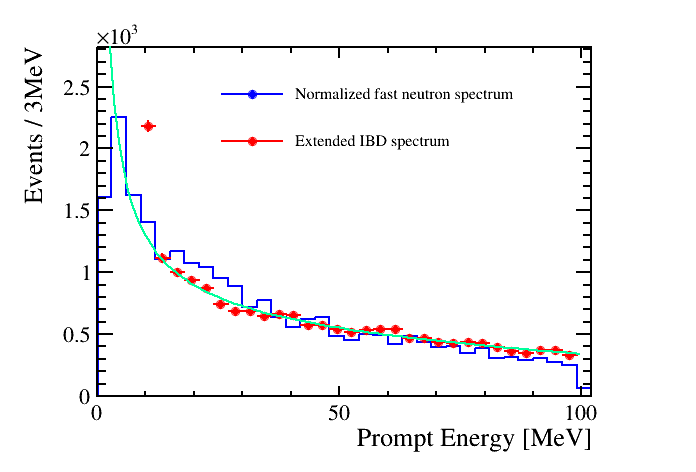 ×10³
Events / 3MeV
2.5
2
1.5
1
0.5
0
Normalized fast neutron spectrum
Extended IBD spectrum
0 50 100
Prompt Energy [MeV]